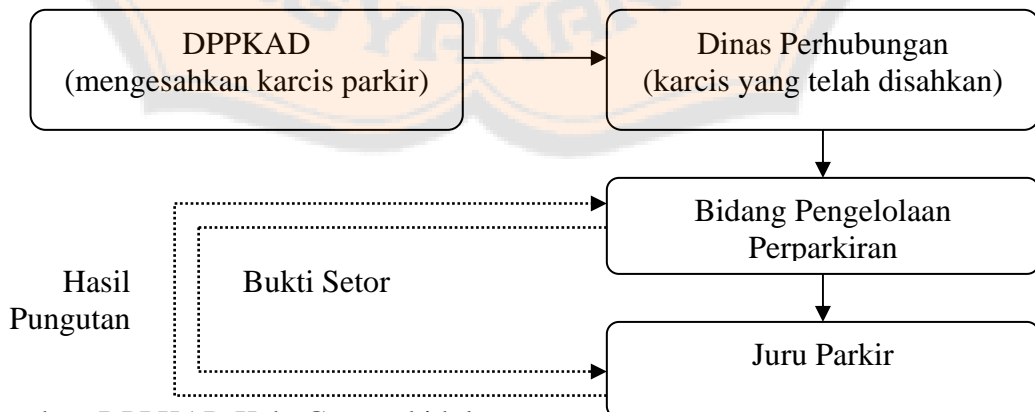 DPPKAD
(mengesahkan karcis parkir)
Dinas Perhubungan
(karcis yang telah disahkan)
Bidang Pengelolaan
Perparkiran
Hasil
Pungutan
Bukti Setor
Juru Parkir